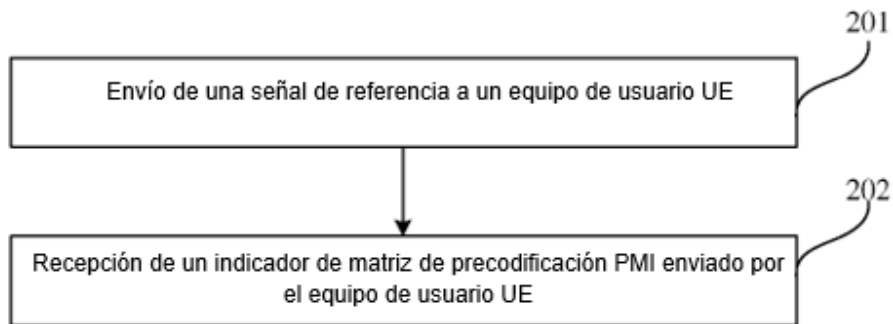 201
Envío de una señal de referencia a un equipo de usuario UE
202
Recepción de un indicador de matriz de precodificación PMI enviado por
el equipo de usuario UE